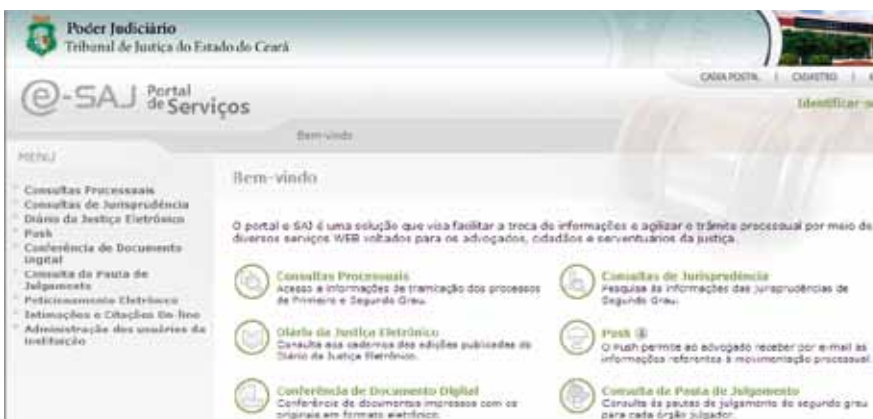 Poder Judiciário
Tribunal de Justiça do Estado do Ceará
CAIXA POSTAL | CADASTRO |
e-SAJ Portal de Serviços
Identificar-se
Bem-vindo
MENU
Consultas Processuais
Consultas de Jurisprudência
Diário da Justiça Eletrônico
Push
Conferência de Documento
Digital
Consulta da Pauta de
Julgamento
Peticionamento Eletrônico
Intimações e Citações On-line
Administração dos usuários da
instituição
Bem-vindo
O portal e-SAJ é uma solução que visa facilitar a troca de informações e agilizar o trâmite processual por meio de
diversos serviços WEB voltados para os advogados, cidadãos e serventuários da justiça.
Consultas Processuais
Acesso a informações de tramitação dos processos
de Primeiro e Segundo Grau.
Consultas de Jurisprudência
Pesquisa às informações das jurisprudências de
Segundo Grau.
Diário da Justiça Eletrônico
Consulta aos cadernos das edições publicadas do
Diário da Justiça Eletrônico.
Push
O Push permite ao advogado receber por e-mail as
informações referentes à movimentação processual.
Conferência de Documento Digital
Conferência de documentos impressos com os
originais em formato eletrônico.
Consulta da Pauta de Julgamento
Consulta às pautas de julgamento do segundo grau
para cada órgão julgador.